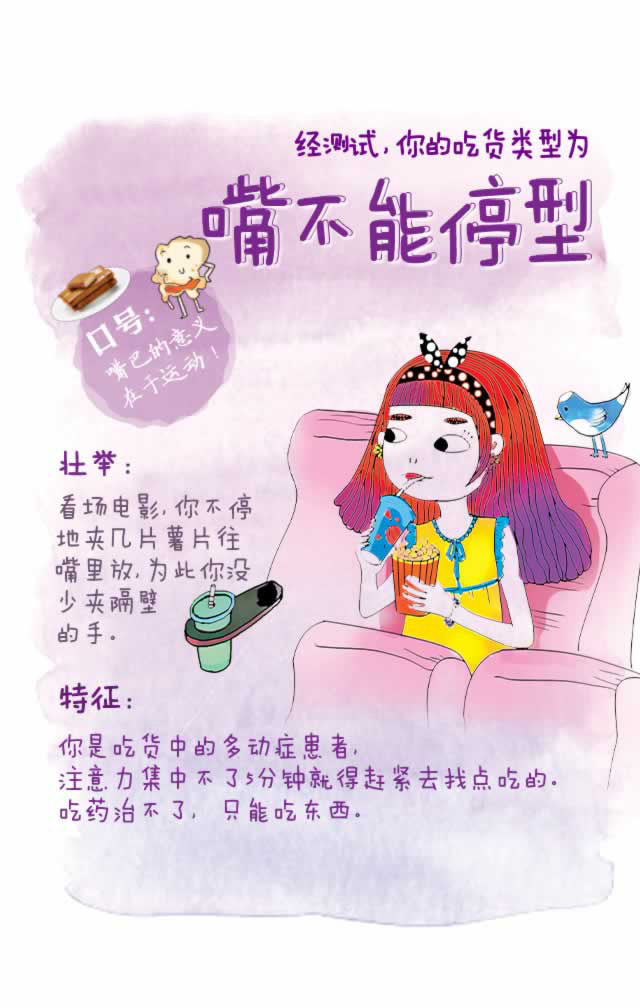 经测试,你的吃货类型为
嘴不能停型
口号:
嘴巴的意义
在于运动!
壮举:
看场电影,你不停
地夹几片薯片往
嘴里放,为此你没
少夹隔壁
的手。
特征:
你是吃货中的多动症患者,
注意力集中不了5分钟就得赶紧去找点吃的。
吃药治不了, 只能吃东西。